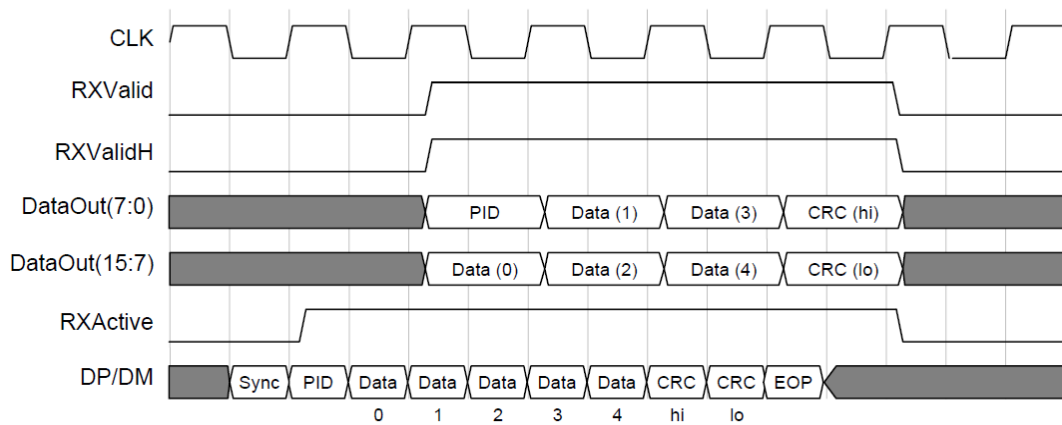 CLK
RXValid
RXValidH
DataOut(7:0) PID Data (1) Data (3) CRC (hi)
DataOut(15:7) Data (0) Data (2) Data (4) CRC (lo)
RXActive
DP/DM Sync PID Data Data Data Data Data CRC CRC EOP
0 1 2 3 4 hi lo